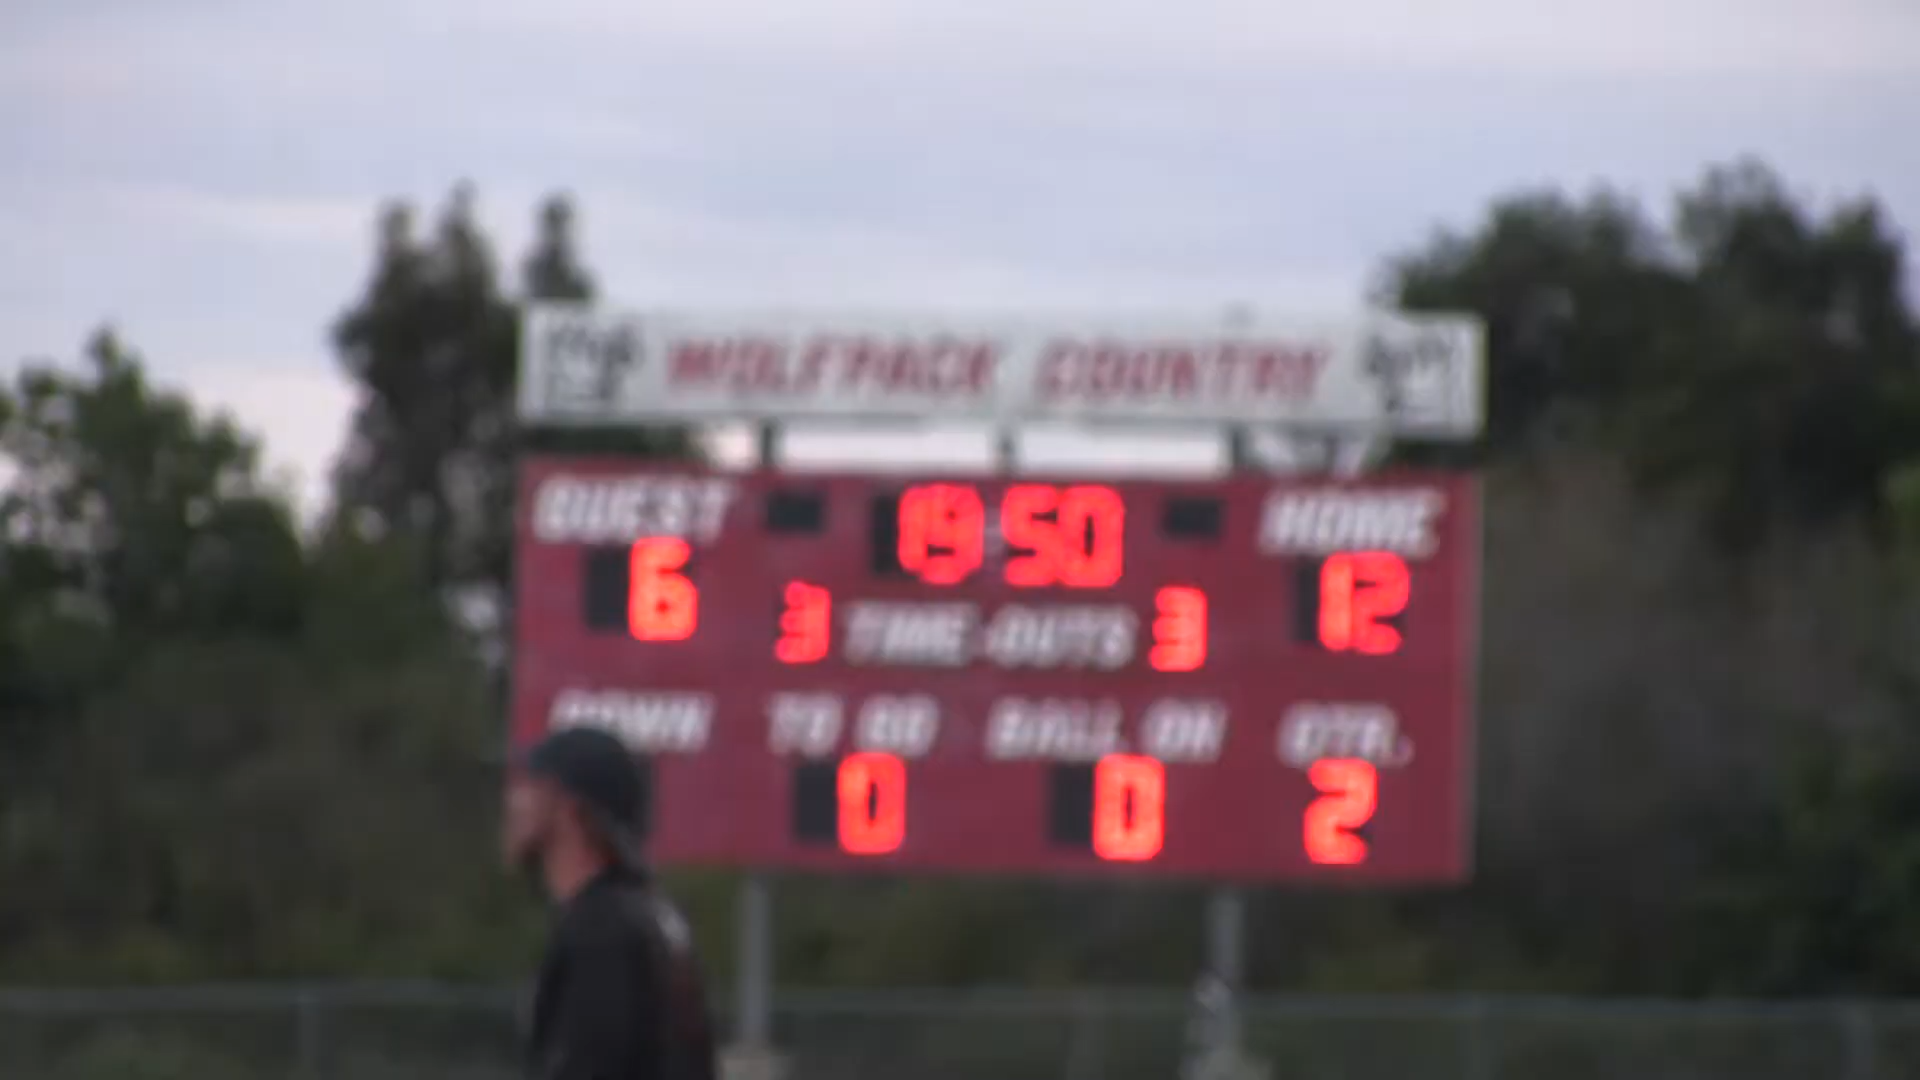 WOLFPACK COUNTRY
GUEST 19:50 HOME
6 3 TIME-OUTS 3 12
DOWN TO GO BALL ON QTR.
0 0 2